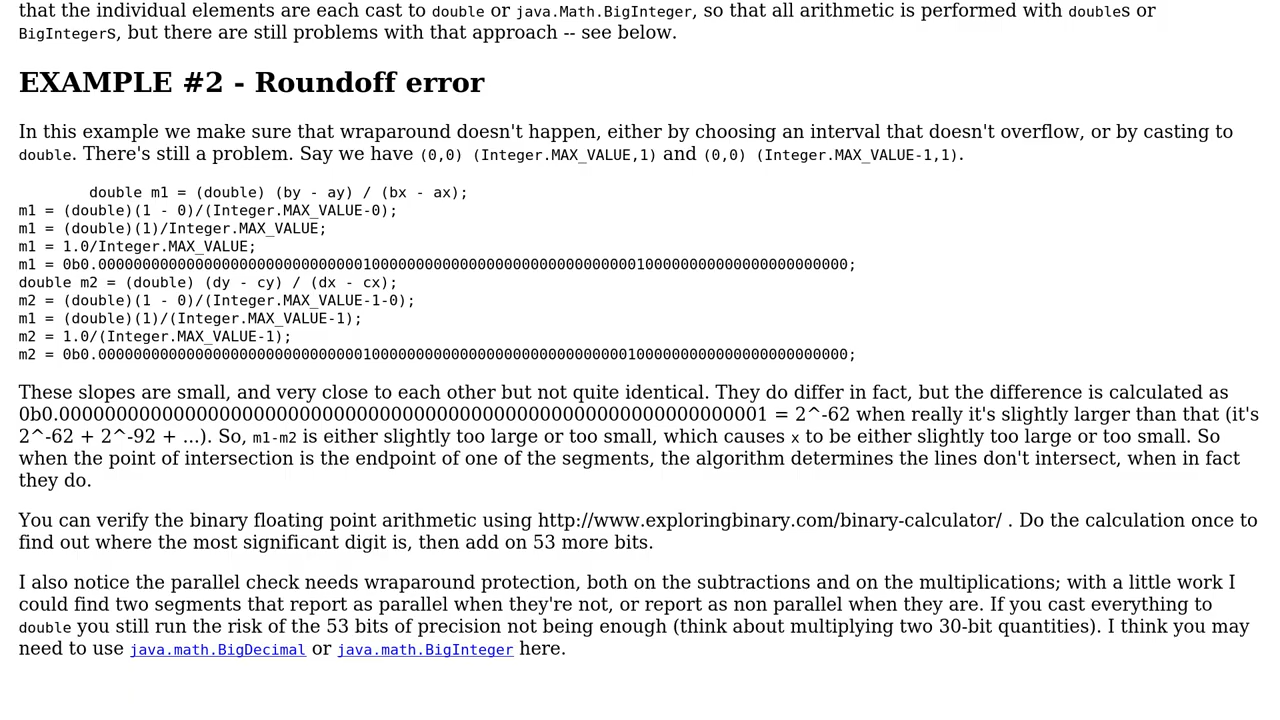 that the individual elements are each cast to double or java.Math.BigInteger, so that all arithmetic is performed with doubles or
BigIntegers, but there are still problems with that approach -- see below.
EXAMPLE #2 - Roundoff error
In this example we make sure that wraparound doesn't happen, either by choosing an interval that doesn't overflow, or by casting to
double. There's still a problem. Say we have (0,0) (Integer.MAX_VALUE,1) and (0,0) (Integer.MAX_VALUE-1,1).
double m1 = (double) (by - ay) / (bx - ax);
m1 = (double)(1 - 0)/(Integer.MAX_VALUE-0);
m1 = (double)(1)/Integer.MAX_VALUE;
m1 = 1.0/Integer.MAX_VALUE;
m1 = 0b0.0000000000000000000000000000001000000000000000000000000000000100000000000000000000000;
double m2 = (double) (dy - cy) / (dx - cx);
m2 = (double)(1 - 0)/(Integer.MAX_VALUE-1-0);
m1 = (double)(1)/(Integer.MAX_VALUE-1);
m2 = 1.0/(Integer.MAX_VALUE-1);
m2 = 0b0.0000000000000000000000000000001000000000000000000000000000001000000000000000000000000;
These slopes are small, and very close to each other but not quite identical. They do differ in fact, but the difference is calculated as
0b0.00000000000000000000000000000000000000000000000000000000000001 = 2^-62 when really it's slightly larger than that (it's
2^-62 + 2^-92 + ...). So, m1-m2 is either slightly too large or too small, which causes x to be either slightly too large or too small. So
when the point of intersection is the endpoint of one of the segments, the algorithm determines the lines don't intersect, when in fact
they do.
You can verify the binary floating point arithmetic using http://www.exploringbinary.com/binary-calculator/ . Do the calculation once to
find out where the most significant digit is, then add on 53 more bits.
I also notice the parallel check needs wraparound protection, both on the subtractions and on the multiplications; with a little work I
could find two segments that report as parallel when they're not, or report as non parallel when they are. If you cast everything to
double you still run the risk of the 53 bits of precision not being enough (think about multiplying two 30-bit quantities). I think you may
need to use java.math.BigDecimal or java.math.BigInteger here.